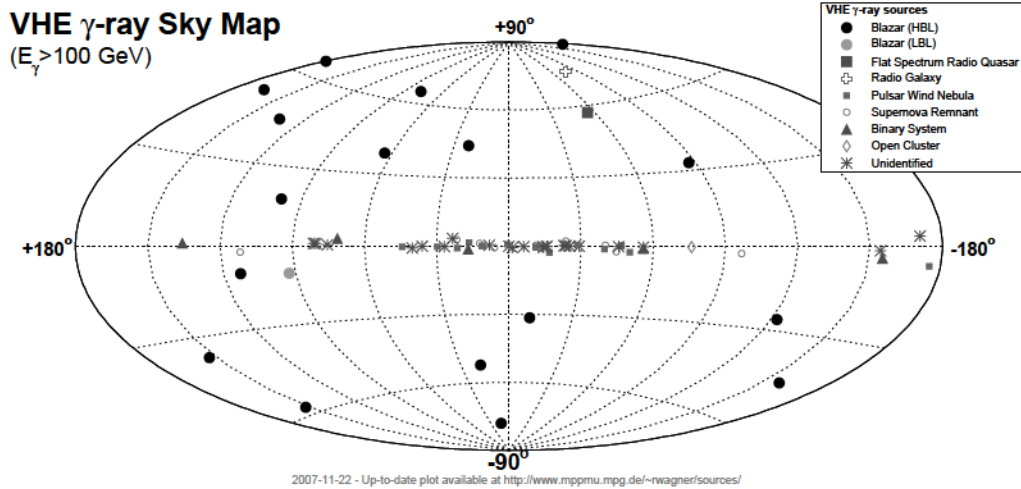 VHE γ-ray Sky Map
(Eγ>100 GeV)
+90°
VHE γ-ray sources
Blazar (HBL)
Blazar (LBL)
Flat Spectrum Radio Quasar
Radio Galaxy
Pulsar Wind Nebula
Supernova Remnant
Binary System
Open Cluster
Unidentified
+180°
-180°
-90°
2007-11-22 - Up-to-date plot available at http://www.mppmu.mpg.de/~rwagner/sources/